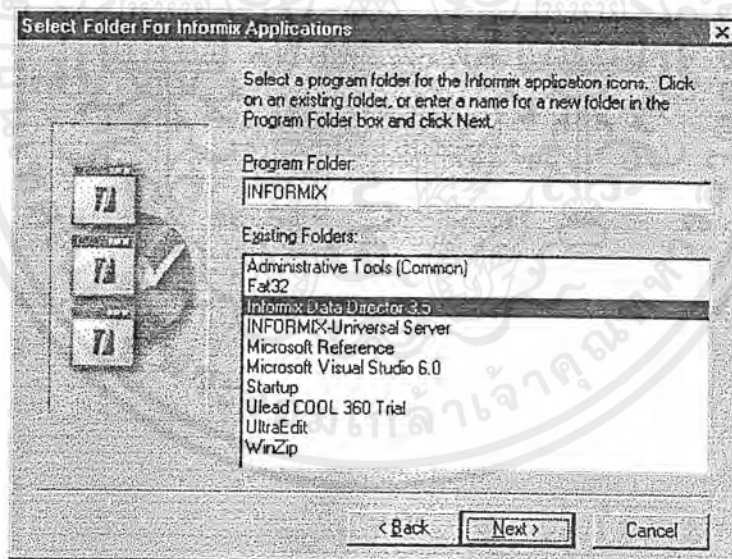 Select Folder For Informix Applications
Select a program folder for the Informix application icons. Click
on an existing folder, or enter a name for a new folder in the
Program Folder box and click Next.
Program Folder:
INFORMIX
Existing Folders:
Administrative Tools (Common)
Fat32
Informix Data Director 3.5
INFORMIX-Universal Server
Microsoft Reference
Microsoft Visual Studio 6.0
Startup
Ulead COOL 360 Trial
UltraEdit
WinZip
< Back
Next >
Cancel